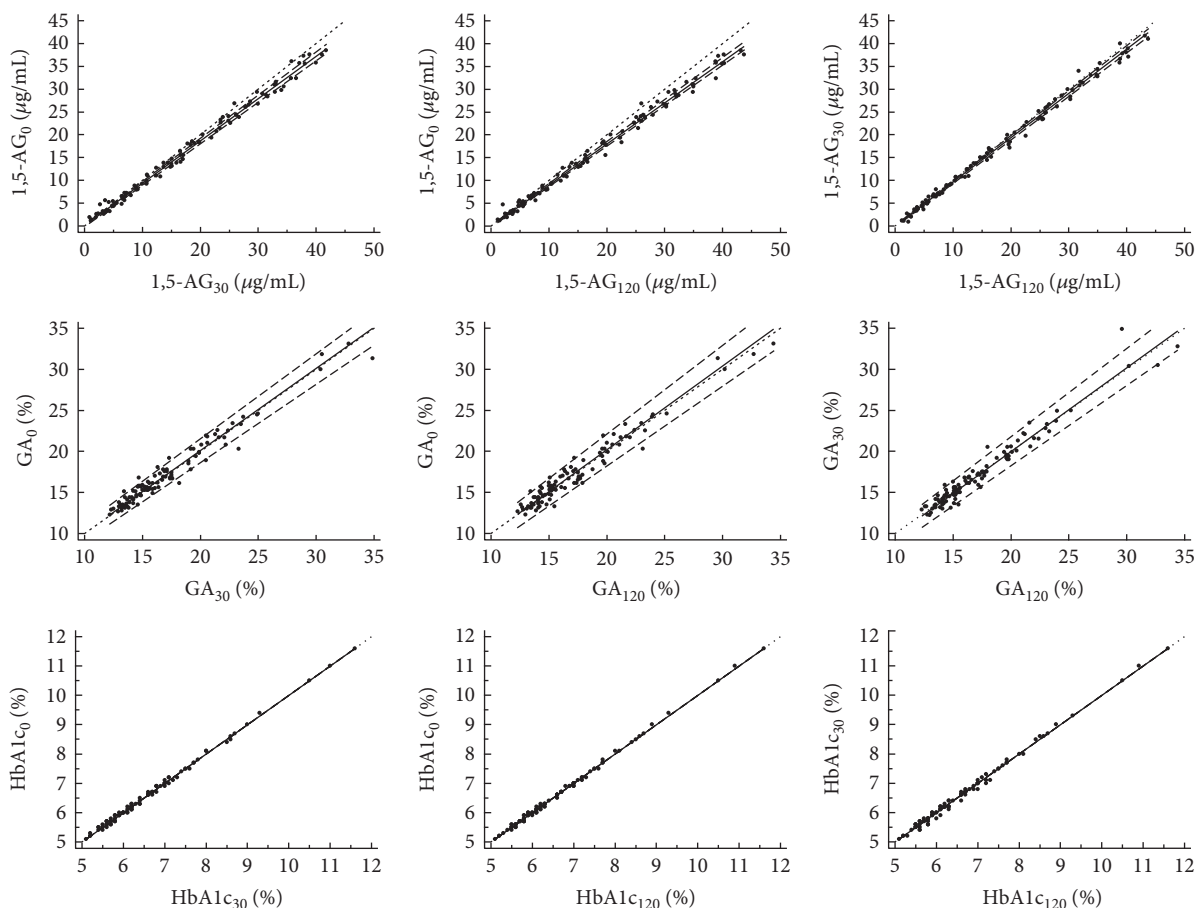 45
40
35
30
25
20
15
10
5
0
1,5-AG0 (μg/mL)
0 10 20 30 40 50
1,5-AG30 (μg/mL)
45
40
35
30
25
20
15
10
5
0
1,5-AG0 (μg/mL)
0 10 20 30 40 50
1,5-AG120 (μg/mL)
45
40
35
30
25
20
15
10
5
0
1,5-AG30 (μg/mL)
0 10 20 30 40 50
1,5-AG120 (μg/mL)
35
30
25
20
15
10
GA0 (%)
10 15 20 25 30 35
GA30 (%)
35
30
25
20
15
10
GA0 (%)
10 15 20 25 30 35
GA120 (%)
35
30
25
20
15
10
GA30 (%)
10 15 20 25 30 35
GA120 (%)
12
11
10
9
8
7
6
5
HbA1c0 (%)
5 6 7 8 9 10 11 12
HbA1c30 (%)
12
11
10
9
8
7
6
5
HbA1c0 (%)
5 6 7 8 9 10 11 12
HbA1c120 (%)
12
11
10
9
8
7
6
5
HbA1c30 (%)
5 6 7 8 9 10 11 12
HbA1c120 (%)